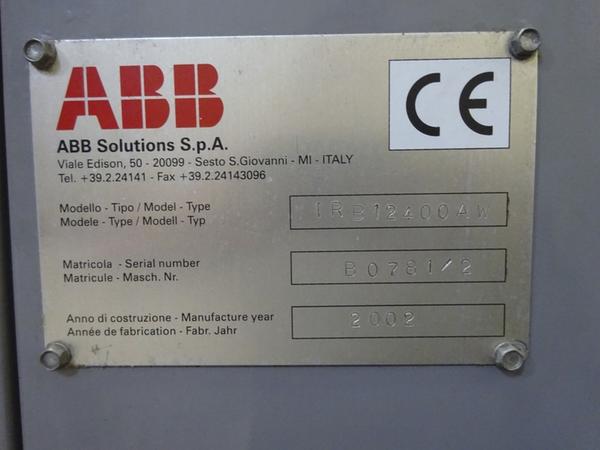 ABB
CE
ABB Solutions S.p.A.
Viale Edison, 50 - 20099 - Sesto S.Giovanni - MI - ITALY
Tel. +39.2.24141 - Fax +39.2.24143096
Modello - Tipo / Model - Type
Modele - Type / Modell - Typ
IRB12400AW
Matricola - Serial number
Matricule - Masch. Nr.
B0781/2
Anno di costruzione - Manufacture year
Année de fabrication - Fabr. Jahr
2002